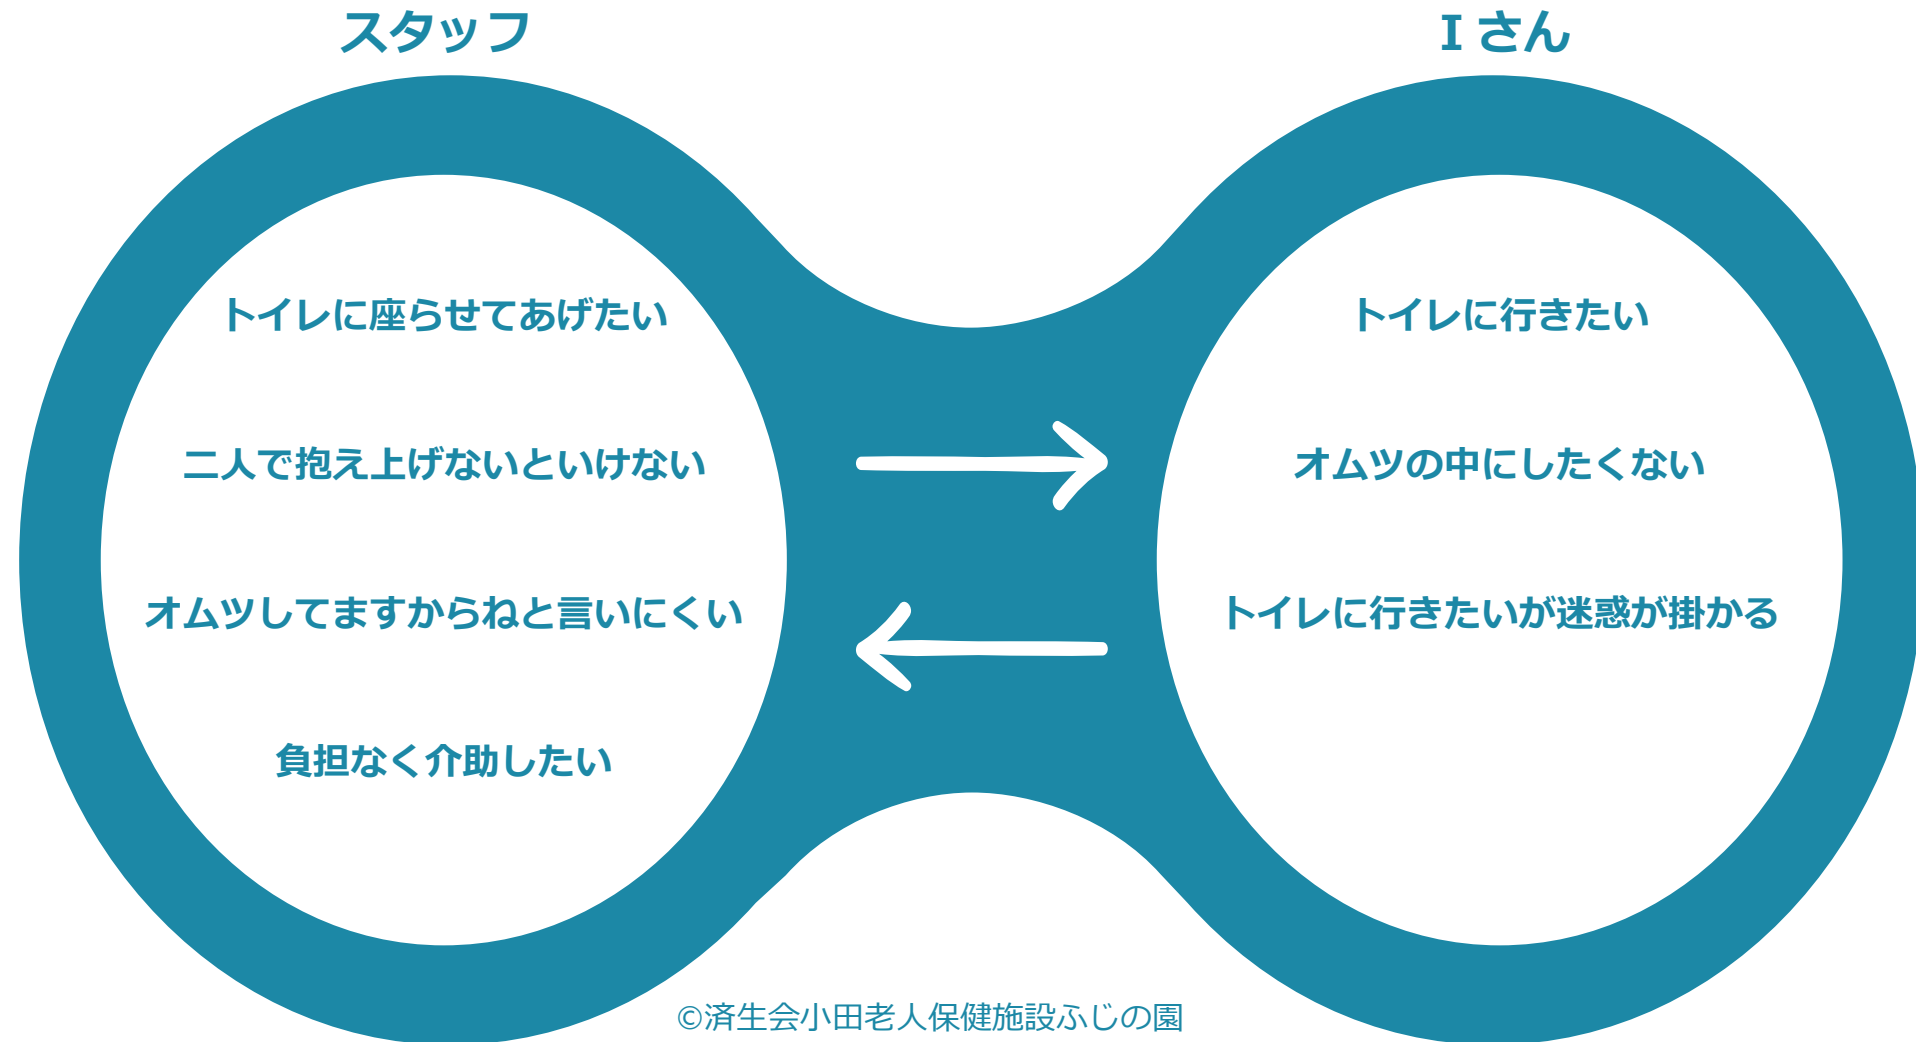 スタッフ
Iさん
トイレに座らせてあげたい
二人で抱え上げないといけない
オムツしてますからねと言いにくい
負担なく介助したい
トイレに行きたい
オムツの中にしたくない
トイレに行きたいが迷惑が掛かる
©済生会小田老人保健施設ふじの園